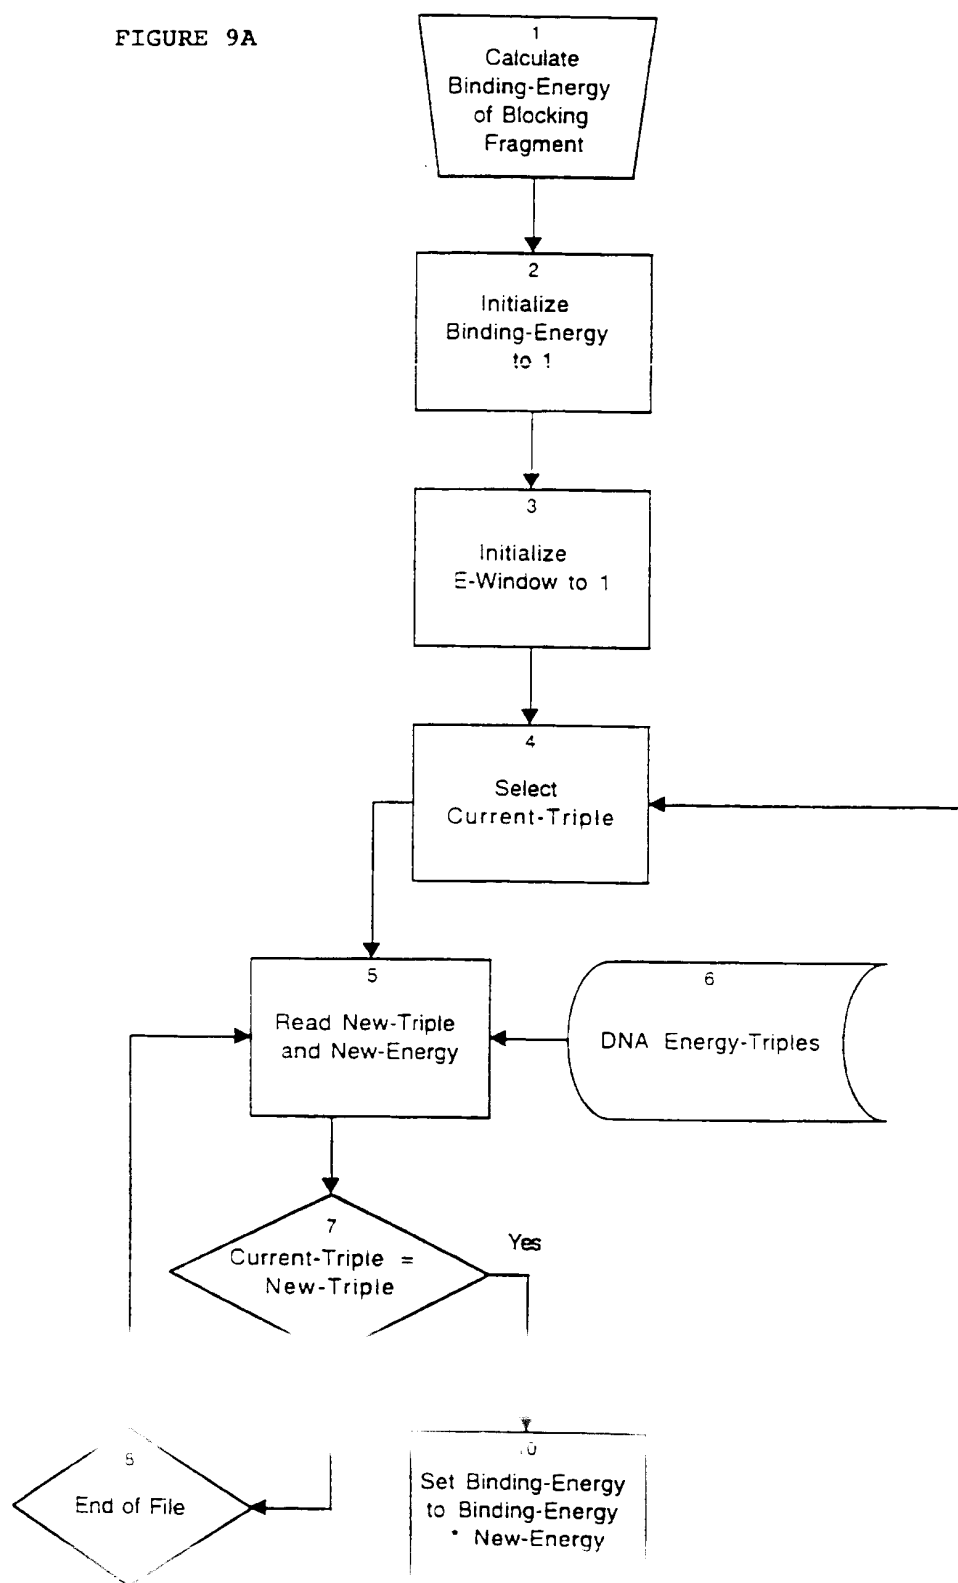 FIGURE 9A
1
Calculate
Binding-Energy
of Blocking
Fragment
2
Initialize
Binding-Energy
to 1
3
Initialize
E-Window to 1
4
Select
Current-Triple
5
Read New-Triple
and New-Energy
6
DNA Energy-Triples
7
Current-Triple =
New-Triple
Yes
8
End of File
10
Set Binding-Energy
to Binding-Energy
* New-Energy